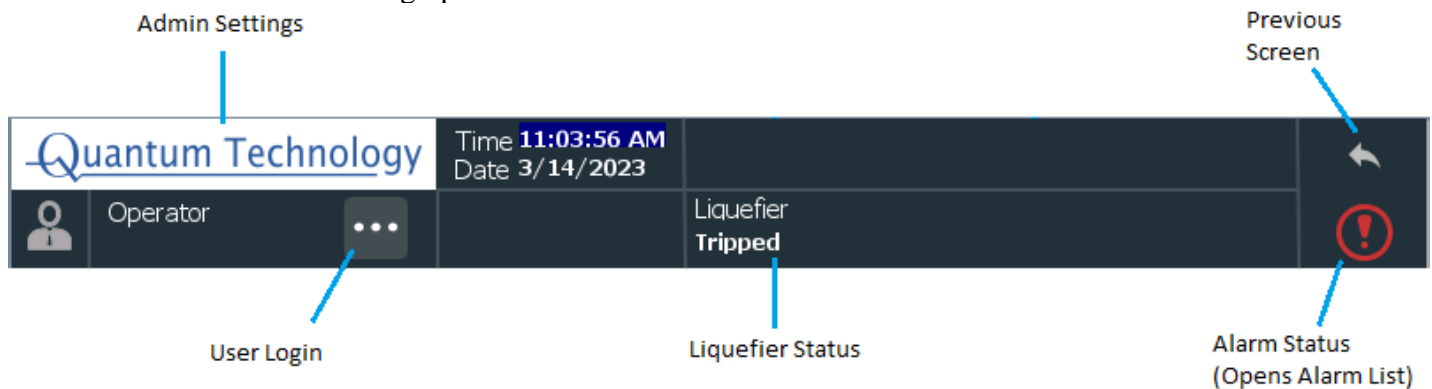 Admin Settings
Previous
Screen
Quantum Technology
Time 11:03:56 AM
Date 3/14/2023
Operator
Liquefier
Tripped
User Login
Liquefier Status
Alarm Status
(Opens Alarm List)